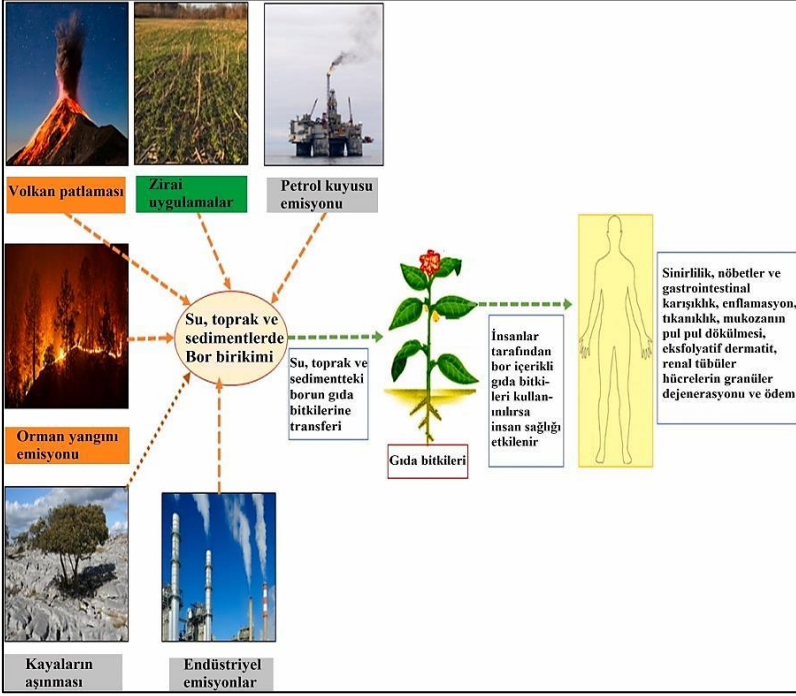 Volkan patlaması
Zirai
uygulamalar
Petrol kuyusu
emisyonu
Su, toprak ve
sedimentlerde
Bor birikimi
Orman yangını
emisyonu
Kayaların
aşınması
Endüstriyel
emisyonlar
Su, toprak ve
sedimentteki
borun gıda
bitkilerine
transferi
Gıda bitkileri
İnsanlar
tarafından
bor içerikli
gıda bitki-
leri kullan-
ınılırsa
insan sağlığı
etkilenir
Sinirlilik, nöbetler ve
gastrointestinal
karışıklık, enflamasyon,
tıkanıklık, mukozanın
pul pul dökülmesi,
eksfolyatif dermatit,
renal tübüler
hücrelerin granüler
dejenerasyonu ve ödem